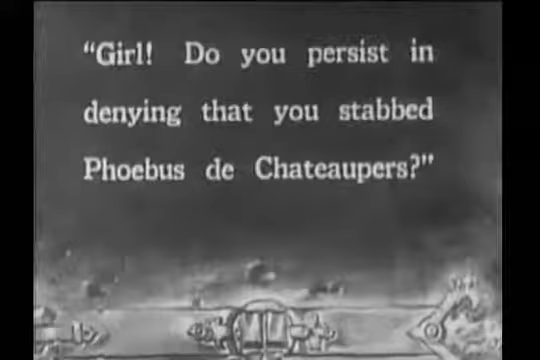 “Girl! Do you persist in
denying that you stabbed
Phoebus de Chateaupers?”